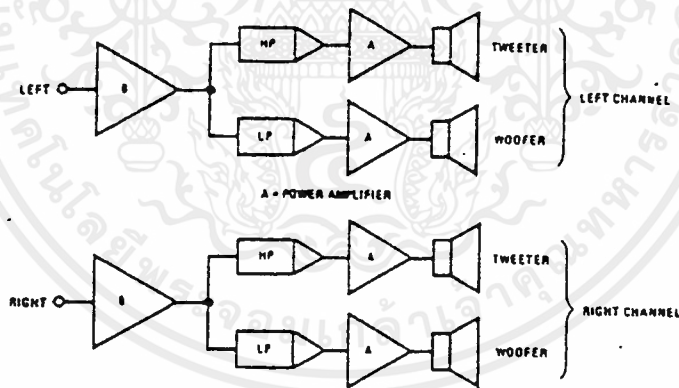 HP
A
TWEETER
LEFT
B
LEFT CHANNEL
LP
A
WOOFER
A = POWER AMPLIFIER
HP
A
TWEETER
RIGHT
B
RIGHT CHANNEL
LP
A
WOOFER